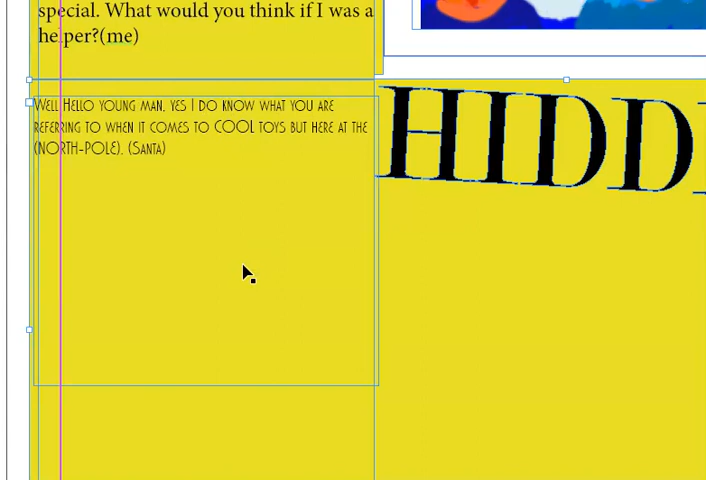 special. What would you think if I was a
helper?(me)
Well Hello young man, yes I do know what you are
referring to when it comes to COOL toys but here at the
(NORTH-POLE). (Santa)
HIDD